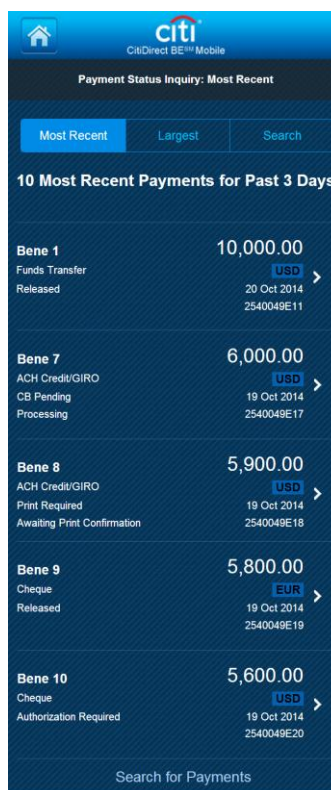 citi
CitiDirect BE℠ Mobile
Payment Status Inquiry: Most Recent
Most Recent Largest Search
10 Most Recent Payments for Past 3 Days
Bene 1 10,000.00
Funds Transfer USD
Released 20 Oct 2014
2540049E11
Bene 7 6,000.00
ACH Credit/GIRO USD
CB Pending 19 Oct 2014
Processing 2540049E17
Bene 8 5,900.00
ACH Credit/GIRO USD
Print Required 19 Oct 2014
Awaiting Print Confirmation 2540049E18
Bene 9 5,800.00
Cheque EUR
Released 19 Oct 2014
2540049E19
Bene 10 5,600.00
Cheque USD
Authorization Required 19 Oct 2014
2540049E20
Search for Payments